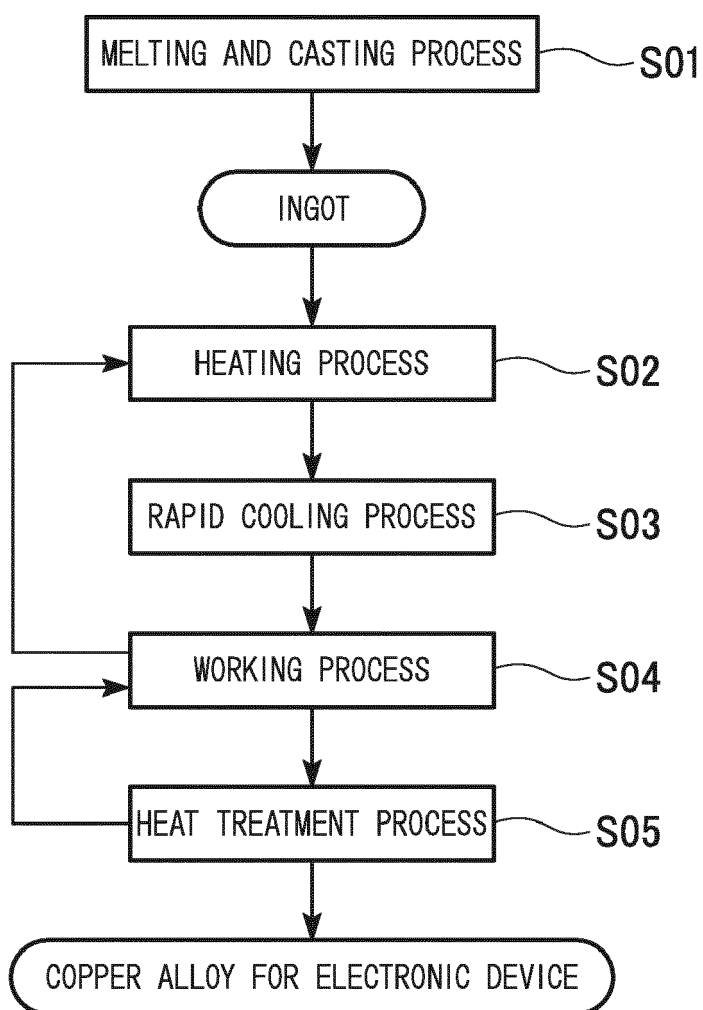 MELTING AND CASTING PROCESS S01
INGOT
HEATING PROCESS S02
RAPID COOLING PROCESS S03
WORKING PROCESS S04
HEAT TREATMENT PROCESS S05
COPPER ALLOY FOR ELECTRONIC DEVICE